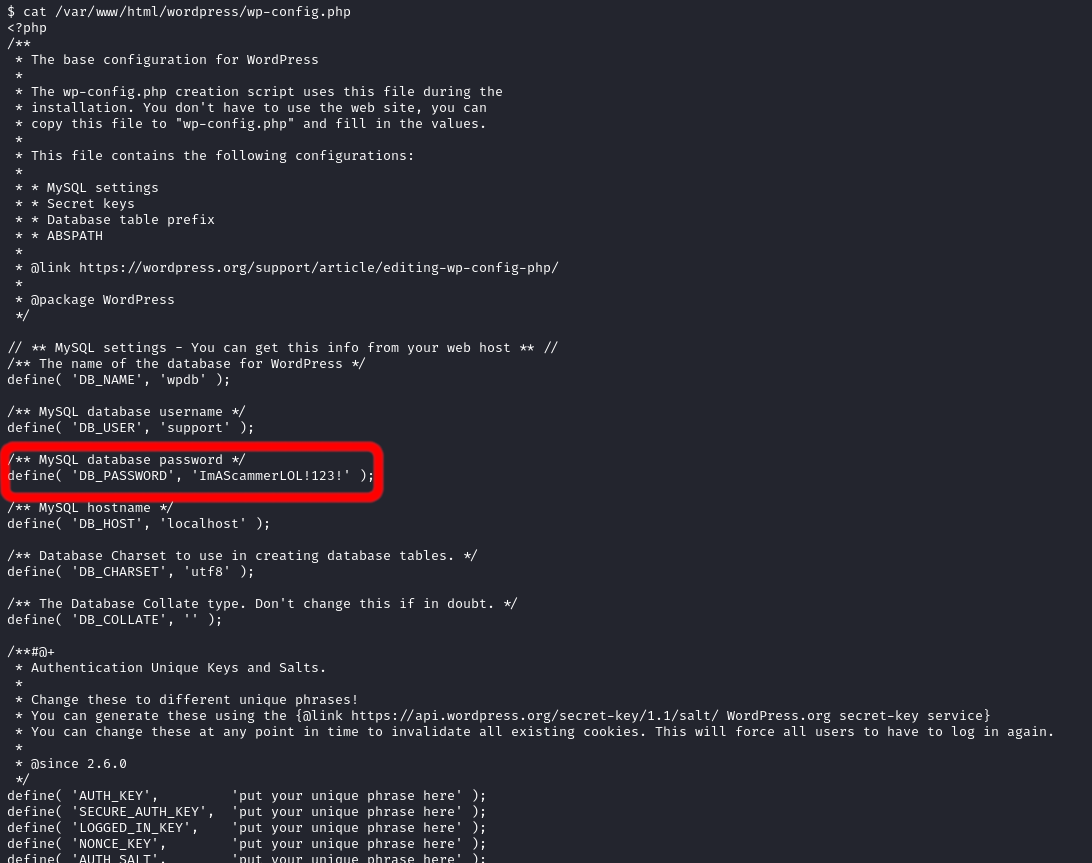 $ cat /var/www/html/wordpress/wp-config.php
<?php
/**
 * The base configuration for WordPress
 *
 * The wp-config.php creation script uses this file during the
 * installation. You don't have to use the web site, you can
 * copy this file to "wp-config.php" and fill in the values.
 *
 * This file contains the following configurations:
 *
 * * MySQL settings
 * * Secret keys
 * * Database table prefix
 * * ABSPATH
 *
 * @link https://wordpress.org/support/article/editing-wp-config-php/
 *
 * @package WordPress
 */

// ** MySQL settings - You can get this info from your web host ** //
/** The name of the database for WordPress */
define( 'DB_NAME', 'wpdb' );

/** MySQL database username */
define( 'DB_USER', 'support' );

/** MySQL database password */
define( 'DB_PASSWORD', 'ImAScammerLOL!123!' );

/** MySQL hostname */
define( 'DB_HOST', 'localhost' );

/** Database Charset to use in creating database tables. */
define( 'DB_CHARSET', 'utf8' );

/** The Database Collate type. Don't change this if in doubt. */
define( 'DB_COLLATE', '' );

/**#@+
 * Authentication Unique Keys and Salts.
 *
 * Change these to different unique phrases!
 * You can generate these using the {@link https://api.wordpress.org/secret-key/1.1/salt/ WordPress.org secret-key service}
 * You can change these at any point in time to invalidate all existing cookies. This will force all users to have to log in again.
 *
 * @since 2.6.0
 */
define( 'AUTH_KEY',         'put your unique phrase here' );
define( 'SECURE_AUTH_KEY',  'put your unique phrase here' );
define( 'LOGGED_IN_KEY',    'put your unique phrase here' );
define( 'NONCE_KEY',        'put your unique phrase here' );
define( 'AUTH_SALT',        'put your unique phrase here' );